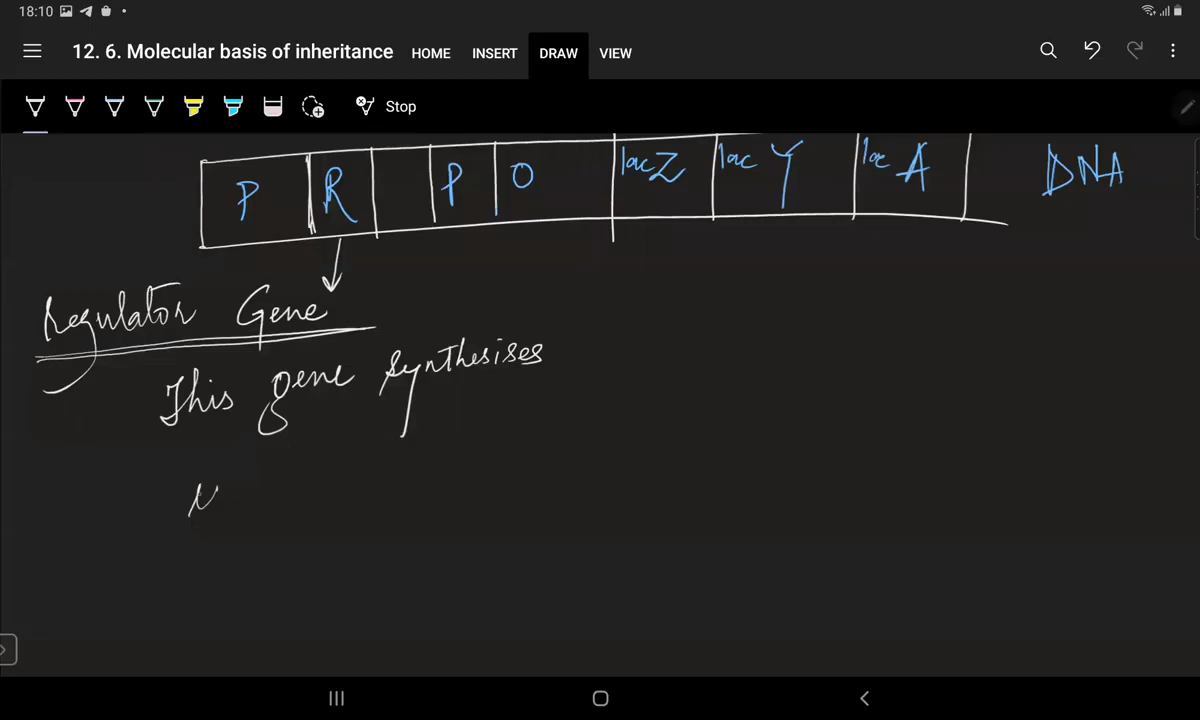 18:10
12. 6. Molecular basis of inheritance HOME INSERT DRAW VIEW
Stop
P R P O lacZ lac Y lac A DNA
Regulator Gene
This gene synthesises